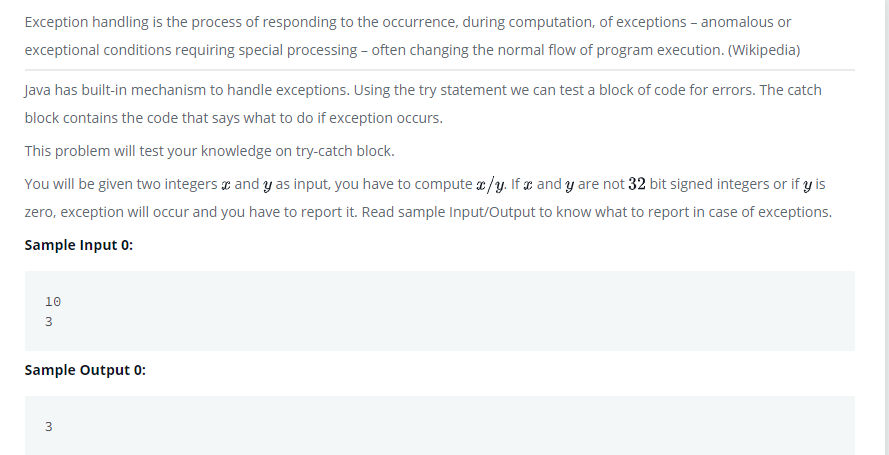 Exception handling is the process of responding to the occurrence, during computation, of exceptions – anomalous or
exceptional conditions requiring special processing – often changing the normal flow of program execution. (Wikipedia)
Java has built-in mechanism to handle exceptions. Using the try statement we can test a block of code for errors. The catch
block contains the code that says what to do if exception occurs.
This problem will test your knowledge on try-catch block.
You will be given two integers x and y as input, you have to compute x/y. If x and y are not 32 bit signed integers or if y is
zero, exception will occur and you have to report it. Read sample Input/Output to know what to report in case of exceptions.
Sample Input 0:
10
3
Sample Output 0:
3